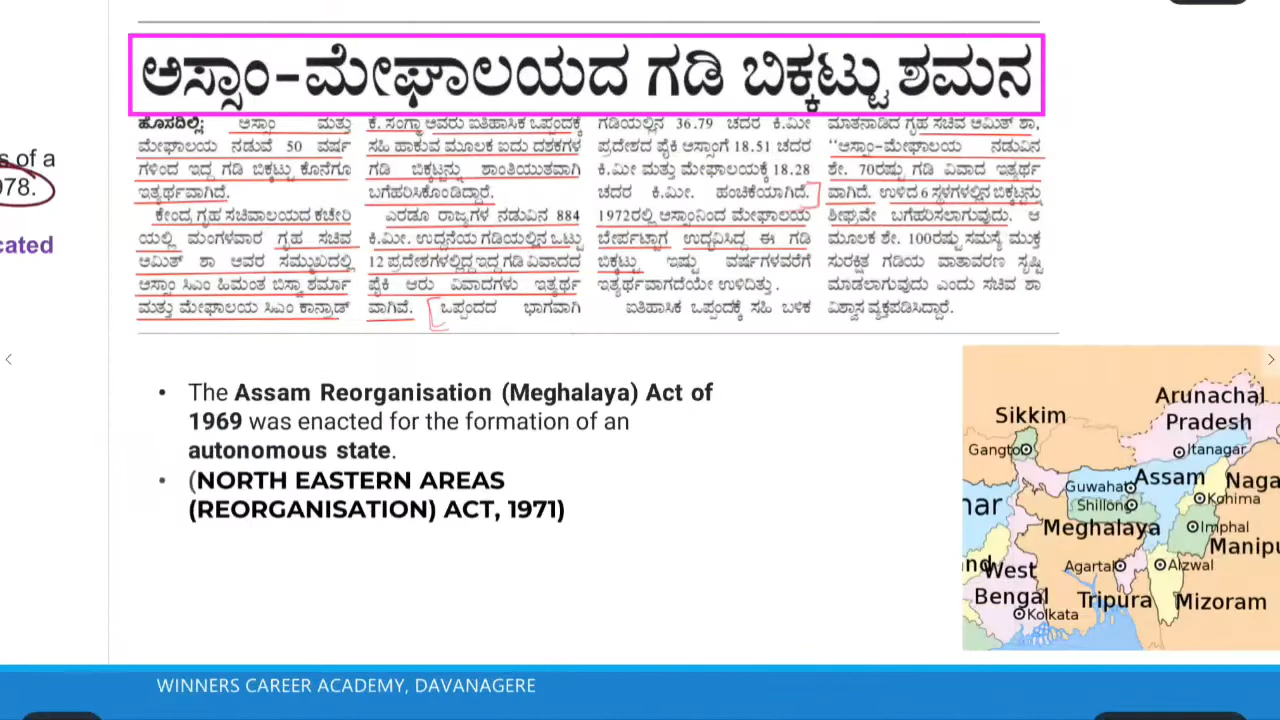 ಅಸ್ಸಾಂ-ಮೇಘಾಲಯದ ಗಡಿ ಬಿಕ್ಕಟ್ಟು ಶಮನ
ಹೊಸದಿಲ್ಲಿ: ಅಸ್ಸಾಂ ಮತ್ತು
ಮೇಘಾಲಯ ನಡುವೆ 50 ವರ್ಷ
ಗಳಿಂದ ಇದ್ದ ಗಡಿ ಬಿಕ್ಕಟ್ಟು ಕೊನೆಗೂ
ಇತ್ಯರ್ಥವಾಗಿದೆ.
ಕೇಂದ್ರ ಗೃಹ ಸಚಿವಾಲಯದ ಕಚೇರಿ
ಯಲ್ಲಿ ಮಂಗಳವಾರ ಗೃಹ ಸಚಿವ
ಅಮಿತ್ ಶಾ ಅವರ ಸಮ್ಮುಖದಲ್ಲಿ
ಅಸ್ಸಾಂ ಸಿಎಂ ಹಿಮಂತ ಬಿಸ್ವಾ ಶರ್ಮಾ
ಮತ್ತು ಮೇಘಾಲಯ ಸಿಎಂ ಕಾನ್ರಾಡ್
ಕೆ. ಸಂಗ್ಮಾ ಅವರು ಐತಿಹಾಸಿಕ ಒಪ್ಪಂದಕ್ಕೆ
ಸಹಿ ಹಾಕುವ ಮೂಲಕ ಐದು ದಶಕಗಳ
ಗಡಿ ಬಿಕ್ಕಟ್ಟನ್ನು ಶಾಂತಿಯುತವಾಗಿ
ಬಗೆಹರಿಸಿಕೊಂಡಿದ್ದಾರೆ.
ಎರಡೂ ರಾಜ್ಯಗಳ ನಡುವಿನ 884
ಕಿ.ಮೀ. ಉದ್ದನೆಯ ಗಡಿಯಲ್ಲಿನ ಒಟ್ಟು
12 ಪ್ರದೇಶಗಳಲ್ಲಿದ್ದ ಇದ್ದ ಗಡಿ ವಿವಾದದ
ಪೈಕಿ ಆರು ವಿವಾದಗಳು ಇತ್ಯರ್ಥ
ವಾಗಿವೆ. ಒಪ್ಪಂದದ ಭಾಗವಾಗಿ
ಗಡಿಯಲ್ಲಿನ 36.79 ಚದರ ಕಿ.ಮೀ
ಪ್ರದೇಶದ ಪೈಕಿ ಅಸ್ಸಾಂಗೆ 18.51 ಚದರ
ಕಿ.ಮೀ ಮತ್ತು ಮೇಘಾಲಯಕ್ಕೆ 18.28
ಚದರ ಕಿ.ಮೀ. ಹಂಚಿಕೆಯಾಗಿದೆ.
1972ರಲ್ಲಿ ಅಸ್ಸಾಂನಿಂದ ಮೇಘಾಲಯ
ಬೇರ್ಪಟ್ಟಾಗ ಉದ್ಭವಿಸಿದ್ದ ಈ ಗಡಿ
ಬಿಕ್ಕಟ್ಟು ಇಷ್ಟು ವರ್ಷಗಳವರೆಗೆ
ಇತ್ಯರ್ಥವಾಗದೆಯೇ ಉಳಿದಿತ್ತು.
ಐತಿಹಾಸಿಕ ಒಪ್ಪಂದಕ್ಕೆ ಸಹಿ ಬಳಿಕ
ಮಾತನಾಡಿದ ಗೃಹ ಸಚಿವ ಅಮಿತ್ ಶಾ,
"ಅಸ್ಸಾಂ-ಮೇಘಾಲಯ ನಡುವಿನ
ಶೇ. 70ರಷ್ಟು ಗಡಿ ವಿವಾದ ಇತ್ಯರ್ಥ
ವಾಗಿದೆ. ಉಳಿದ 6 ಸ್ಥಳಗಳಲ್ಲಿನ ಬಿಕ್ಕಟ್ಟನ್ನು
ಶೀಘ್ರವೇ ಬಗೆಹರಿಸಲಾಗುವುದು. ಆ
ಮೂಲಕ ಶೇ. 100ರಷ್ಟು ಸಮಸ್ಯೆ ಮುಕ್ತ
ಸುರಕ್ಷಿತ ಗಡಿಯ ವಾತಾವರಣ ಸೃಷ್ಟಿ
ಮಾಡಲಾಗುವುದು ಎಂದು ಸಚಿವ ಶಾ
ವಿಶ್ವಾಸ ವ್ಯಕ್ತಪಡಿಸಿದ್ದಾರೆ.
s of a
978.
cated
• The Assam Reorganisation (Meghalaya) Act of
1969 was enacted for the formation of an
autonomous state.
• (NORTH EASTERN AREAS
(REORGANISATION) ACT, 1971)
Arunachal
Pradesh
Sikkim
Gangto
Itanagar
Guwahat
Assam
Naga
Shillong
Kohima
nar
Meghalaya
Imphal
Manipu
nd
West
Bengal
Agartal
Aizwal
Tripura
Mizoram
Kolkata
WINNERS CAREER ACADEMY, DAVANAGERE